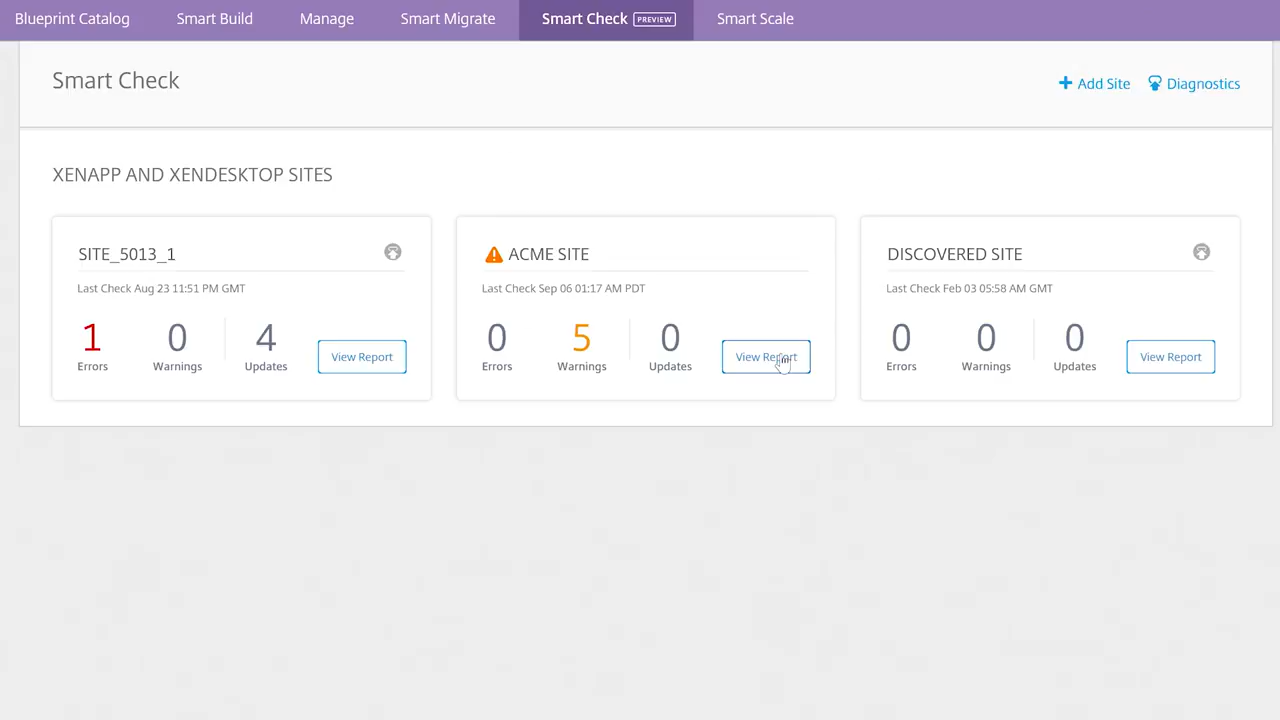 Blueprint Catalog Smart Build Manage Smart Migrate Smart Check PREVIEW Smart Scale
Smart Check
Add Site Diagnostics
XENAPP AND XENDESKTOP SITES
SITE_5013_1
Last Check Aug 23 11:51 PM GMT
1 0 4
Errors Warnings Updates
View Report
ACME SITE
Last Check Sep 06 01:17 AM PDT
0 5 0
Errors Warnings Updates
View Report
DISCOVERED SITE
Last Check Feb 03 05:58 AM GMT
0 0 0
Errors Warnings Updates
View Report